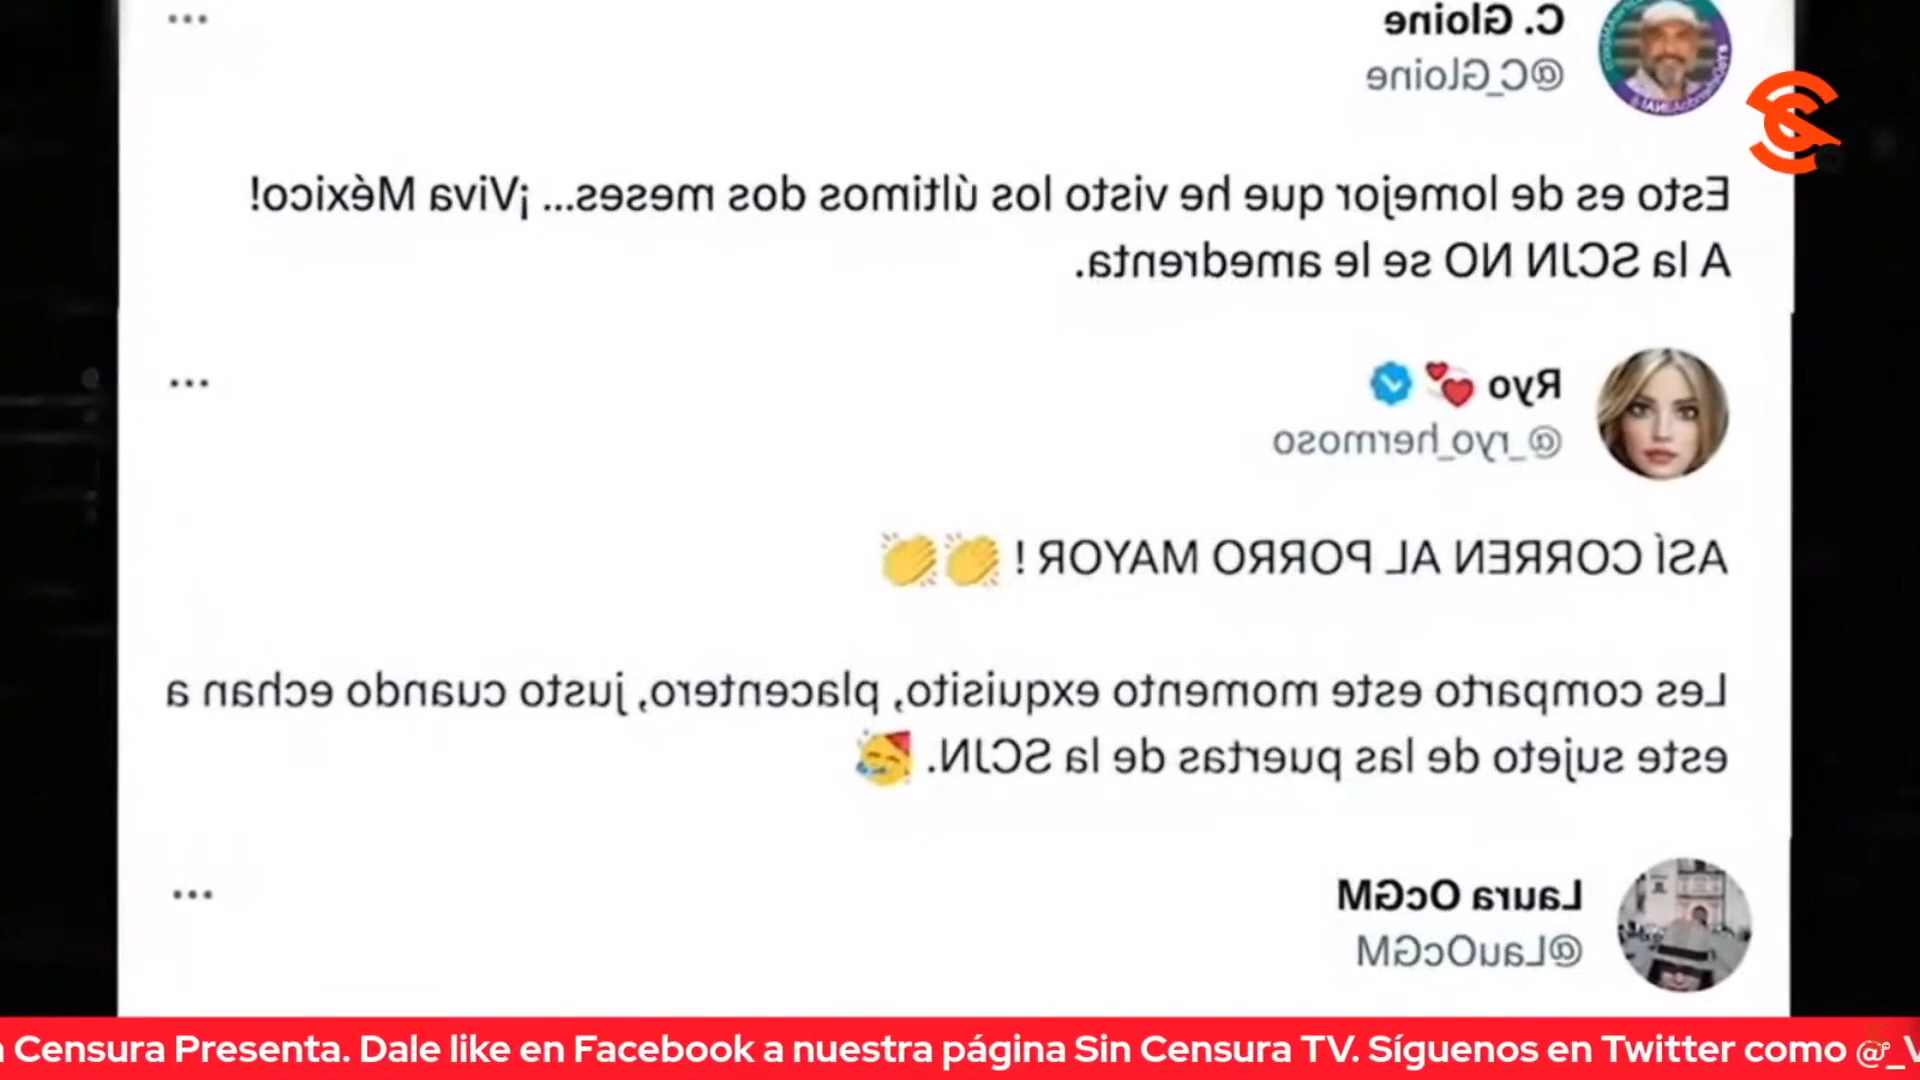 C. Gloine
@C_Gloine
Esto es de lomejor que he visto los últimos dos meses... ¡Viva México!
A la SCJN NO se le amedrenta.
Ryo 💞
@_ryo_hermoso
ASÍ CORREN AL PORRO MAYOR ! 👏👏
Les comparto este momento exquisito, placentero, justo cuando echan a
este sujeto de las puertas de la SCJN. 🥳
Laura OcGM
@LauOcGM
Censura Presenta. Dale like en Facebook a nuestra página Sin Censura TV. Síguenos en Twitter como @_V